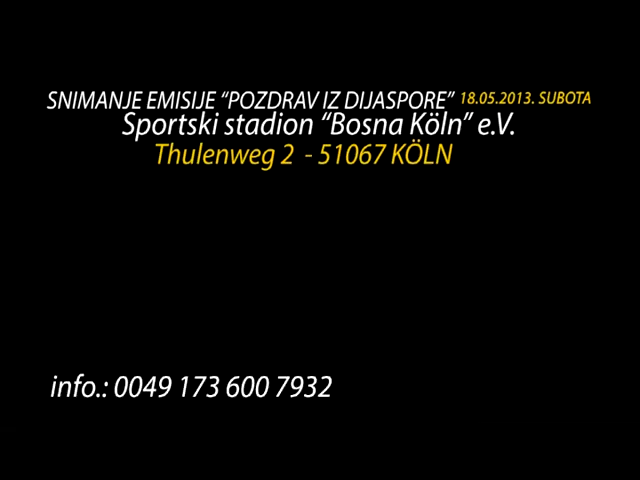 SNIMANJE EMISIJE “POZDRAV IZ DIJASPORE” 18.05.2013. SUBOTA
Sportski stadion “Bosna Köln” e.V.
Thulenweg 2 - 51067 KÖLN
info.: 0049 173 600 7932